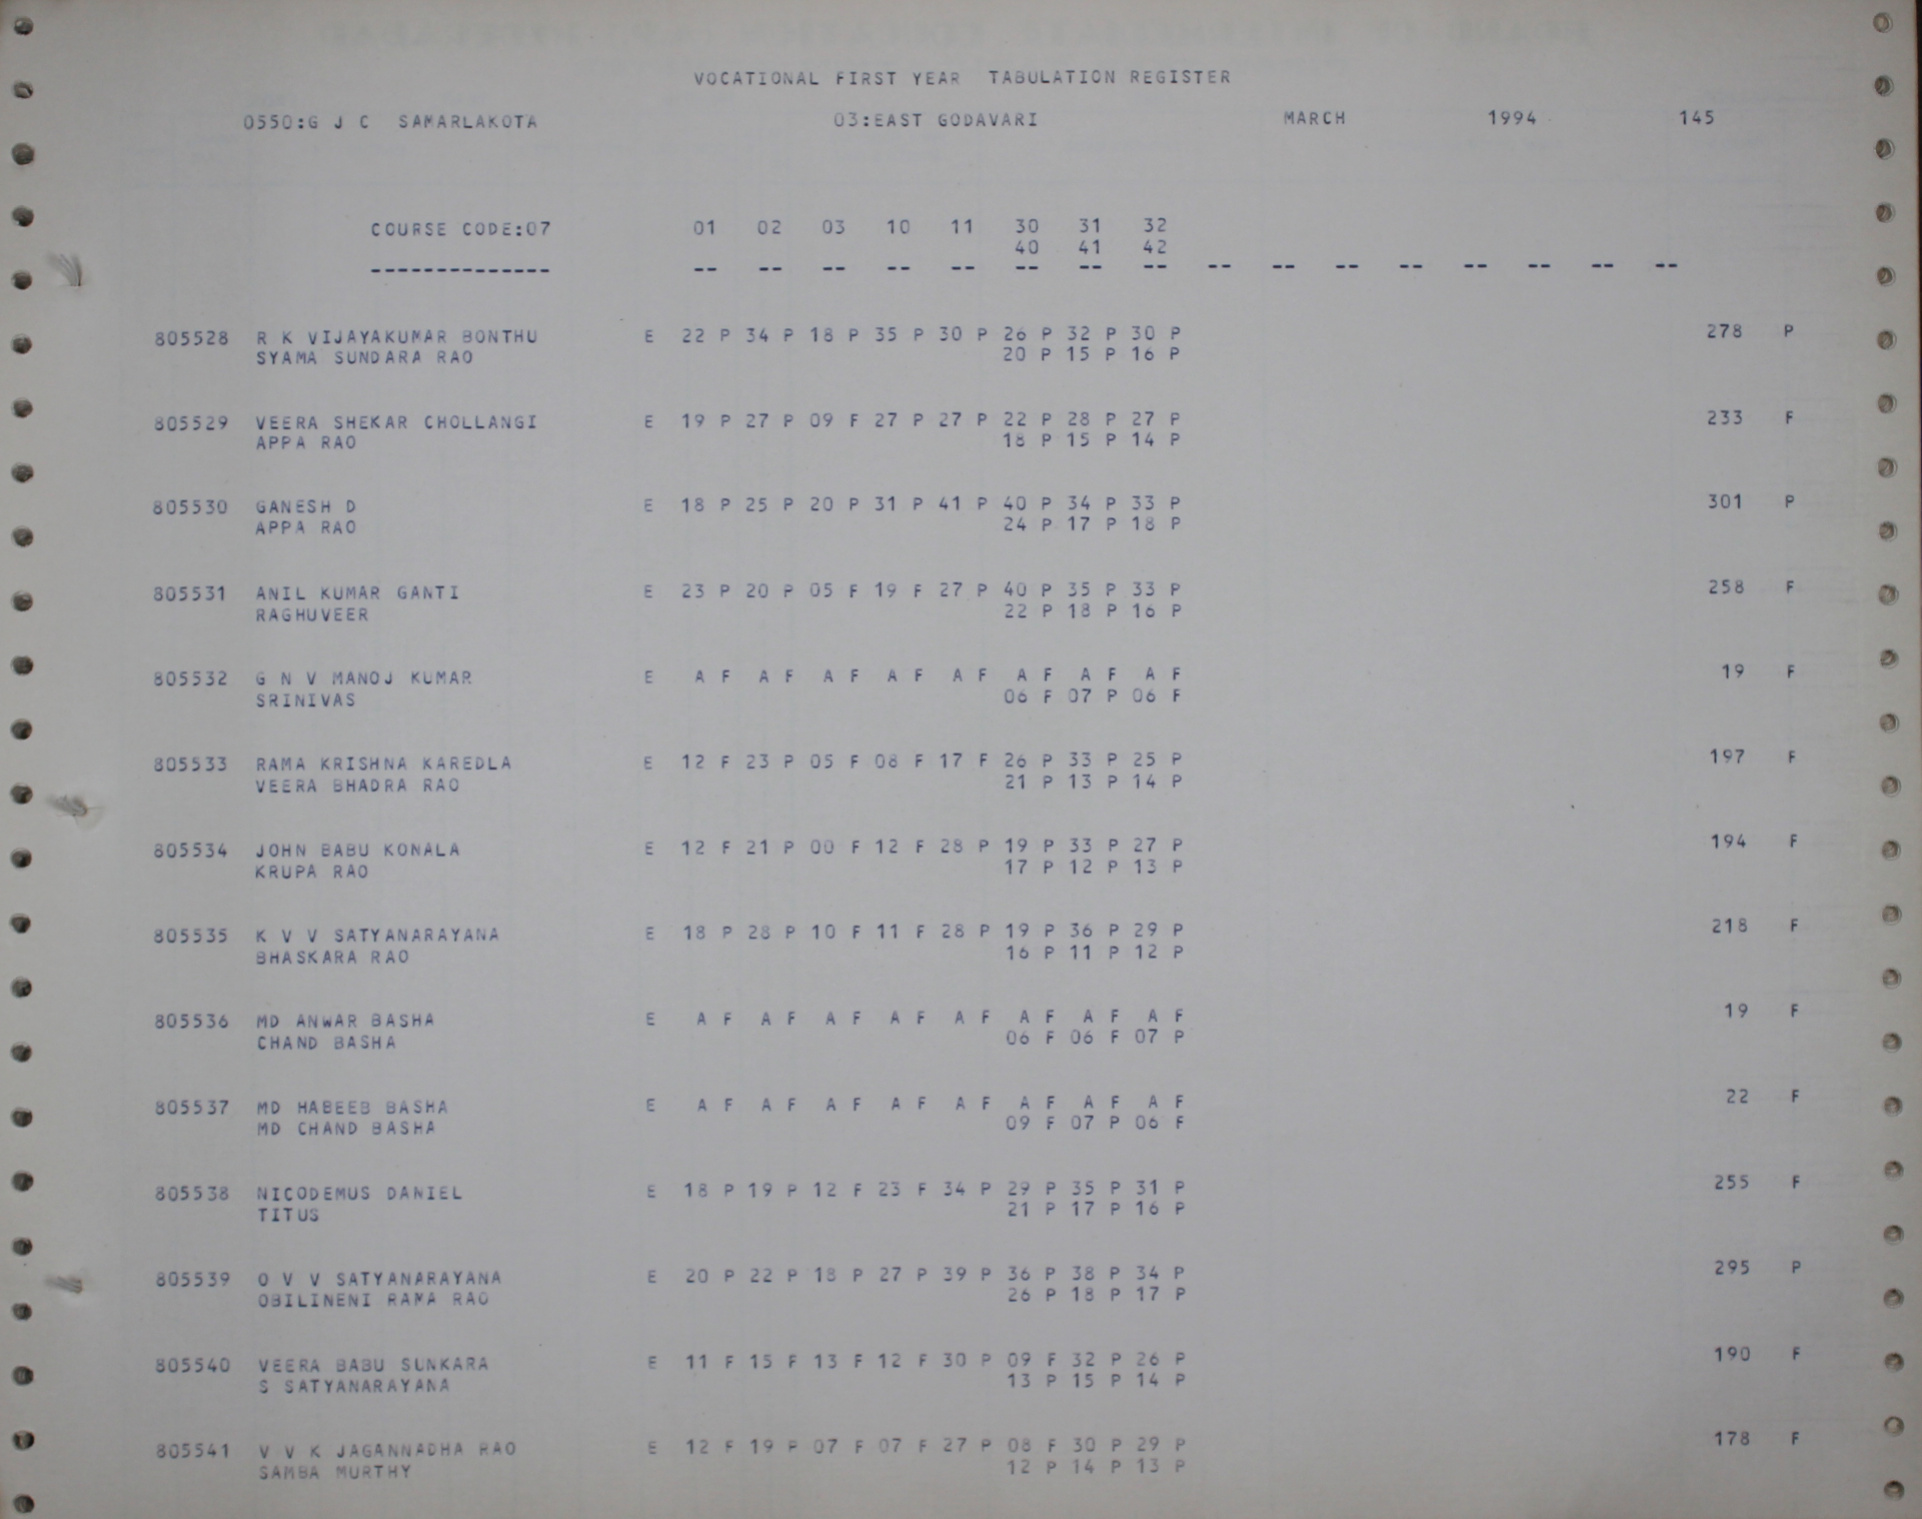 VOCATIONAL FIRST YEAR TABULATION REGISTER
0550:G J C SAMARLAKOTA 03:EAST GODAVARI MARCH 1994 145
COURSE CODE:07 01 02 03 10 11 30 31 32
40 41 42
-------------- -- -- -- -- -- -- -- -- -- -- -- -- -- -- -- --
805528 R K VIJAYAKUMAR BONTHU E 22 P 34 P 18 P 35 P 30 P 26 P 32 P 30 P 278 P
SYAMA SUNDARA RAO 20 P 15 P 16 P
805529 VEERA SHEKAR CHOLLANGI E 19 P 27 P 09 F 27 P 27 P 22 P 28 P 27 P 233 F
APPA RAO 18 P 15 P 14 P
805530 GANESH D E 18 P 25 P 20 P 31 P 41 P 40 P 34 P 33 P 301 P
APPA RAO 24 P 17 P 18 P
805531 ANIL KUMAR GANTI E 23 P 20 P 05 F 19 F 27 P 40 P 35 P 33 P 258 F
RAGHUVEER 22 P 18 P 16 P
805532 G N V MANOJ KUMAR E A F A F A F A F A F A F A F A F 19 F
SRINIVAS 06 F 07 P 06 F
805533 RAMA KRISHNA KAREDLA E 12 F 23 P 05 F 08 F 17 F 26 P 33 P 25 P 197 F
VEERA BHADRA RAO 21 P 13 P 14 P
805534 JOHN BABU KONALA E 12 F 21 P 00 F 12 F 28 P 19 P 33 P 27 P 194 F
KRUPA RAO 17 P 12 P 13 P
805535 K V V SATYANARAYANA E 18 P 28 P 10 F 11 F 28 P 19 P 36 P 29 P 218 F
BHASKARA RAO 16 P 11 P 12 P
805536 MD ANWAR BASHA E A F A F A F A F A F A F A F A F 19 F
CHAND BASHA 06 F 06 F 07 P
805537 MD HABEEB BASHA E A F A F A F A F A F A F A F A F 22 F
MD CHAND BASHA 09 F 07 P 06 F
805538 NICODEMUS DANIEL E 18 P 19 P 12 F 23 F 34 P 29 P 35 P 31 P 255 F
TITUS 21 P 17 P 16 P
805539 O V V SATYANARAYANA E 20 P 22 P 18 P 27 P 39 P 36 P 38 P 34 P 295 P
OBILINENI RAMA RAO 26 P 18 P 17 P
805540 VEERA BABU SUNKARA E 11 F 15 F 13 F 12 F 30 P 09 F 32 P 26 P 190 F
S SATYANARAYANA 13 P 15 P 14 P
805541 V V K JAGANNADHA RAO E 12 F 19 P 07 F 07 F 27 P 08 F 30 P 29 P 178 F
SAMBA MURTHY 12 P 14 P 13 P